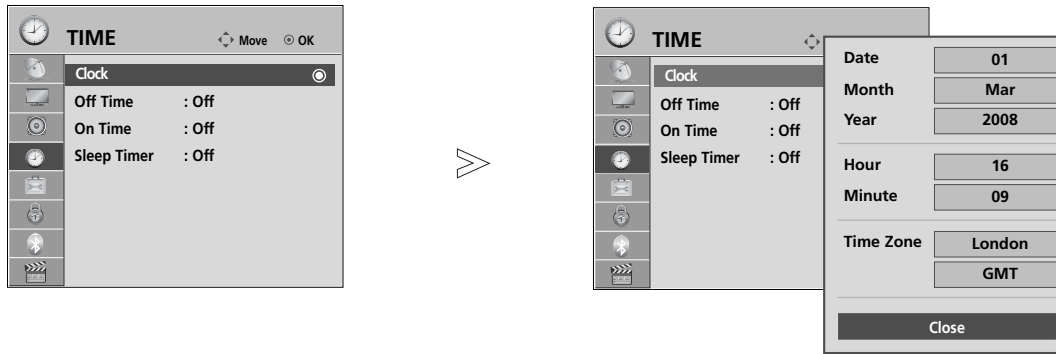 TIME Move OK
Clock
Off Time : Off
On Time : Off
Sleep Timer : Off
TIME
Clock
Off Time : Off
On Time : Off
Sleep Timer : Off
Date 01
Month Mar
Year 2008
Hour 16
Minute 09
Time Zone London
GMT
Close